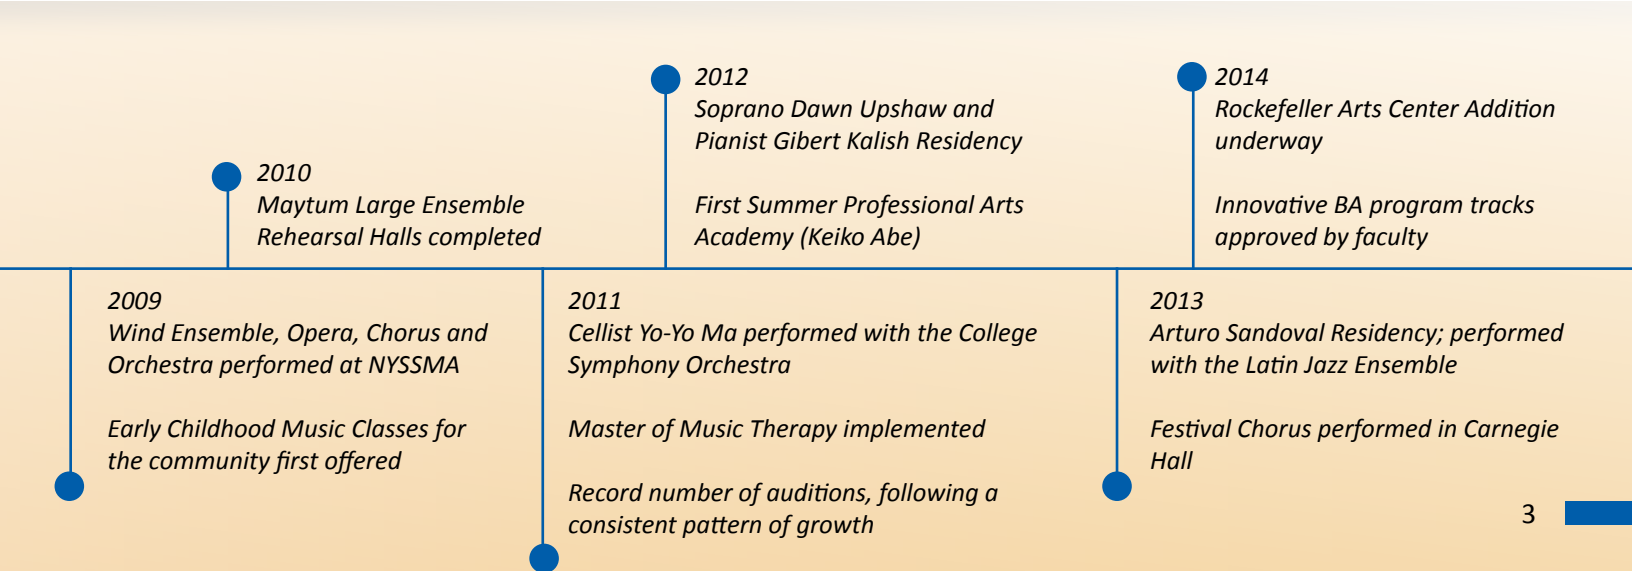 2012
Soprano Dawn Upshaw and
Pianist Gibert Kalish Residency
First Summer Professional Arts
Academy (Keiko Abe)
2014
Rockefeller Arts Center Addition
underway
Innovative BA program tracks
approved by faculty
2010
Maytum Large Ensemble
Rehearsal Halls completed
2009
Wind Ensemble, Opera, Chorus and
Orchestra performed at NYSSMA
Early Childhood Music Classes for
the community first offered
2011
Cellist Yo-Yo Ma performed with the College
Symphony Orchestra
Master of Music Therapy implemented
Record number of auditions, following a
consistent pattern of growth
2013
Arturo Sandoval Residency; performed
with the Latin Jazz Ensemble
Festival Chorus performed in Carnegie
Hall
3